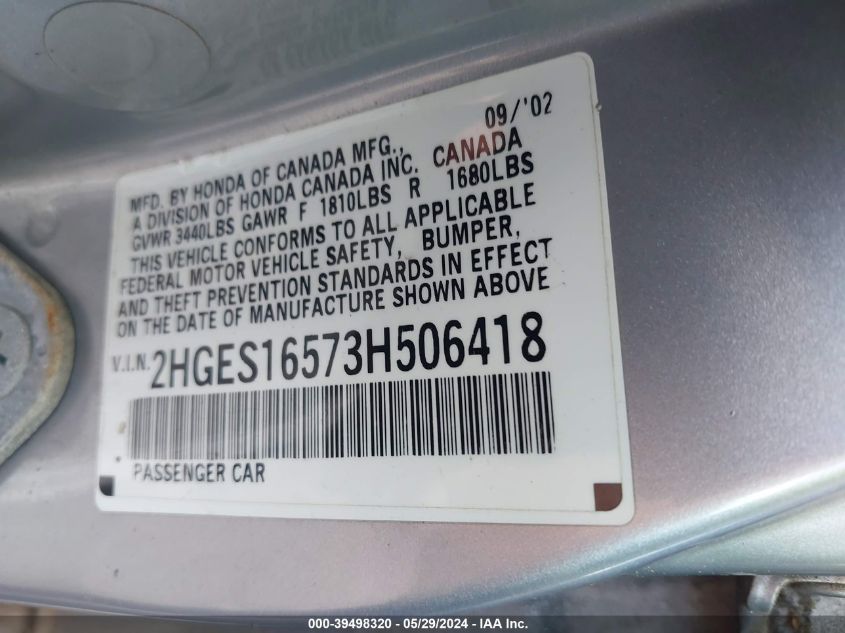 09/'02
MFD. BY HONDA OF CANADA MFG.,
A DIVISION OF HONDA CANADA INC. CANADA
GVWR 3440LBS GAWR F 1810LBS R 1680LBS
THIS VEHICLE CONFORMS TO ALL APPLICABLE
FEDERAL MOTOR VEHICLE SAFETY, BUMPER,
AND THEFT PREVENTION STANDARDS IN EFFECT
ON THE DATE OF MANUFACTURE SHOWN ABOVE
V.I.N. 2HGES16573H506418
PASSENGER CAR
000-39498320 - 05/29/2024 - IAA Inc.